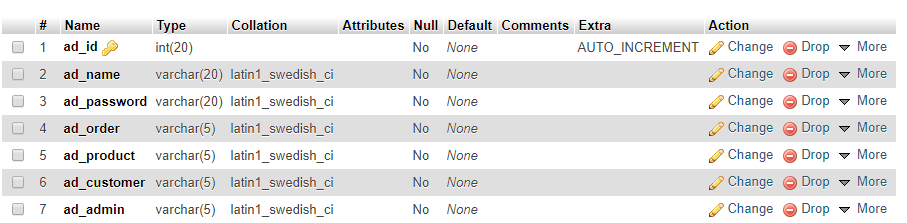 # Name Type Collation Attributes Null Default Comments Extra Action
1 ad_id int(20) No None AUTO_INCREMENT Change Drop More
2 ad_name varchar(20) latin1_swedish_ci No None Change Drop More
3 ad_password varchar(20) latin1_swedish_ci No None Change Drop More
4 ad_order varchar(5) latin1_swedish_ci No None Change Drop More
5 ad_product varchar(5) latin1_swedish_ci No None Change Drop More
6 ad_customer varchar(5) latin1_swedish_ci No None Change Drop More
7 ad_admin varchar(5) latin1_swedish_ci No None Change Drop More